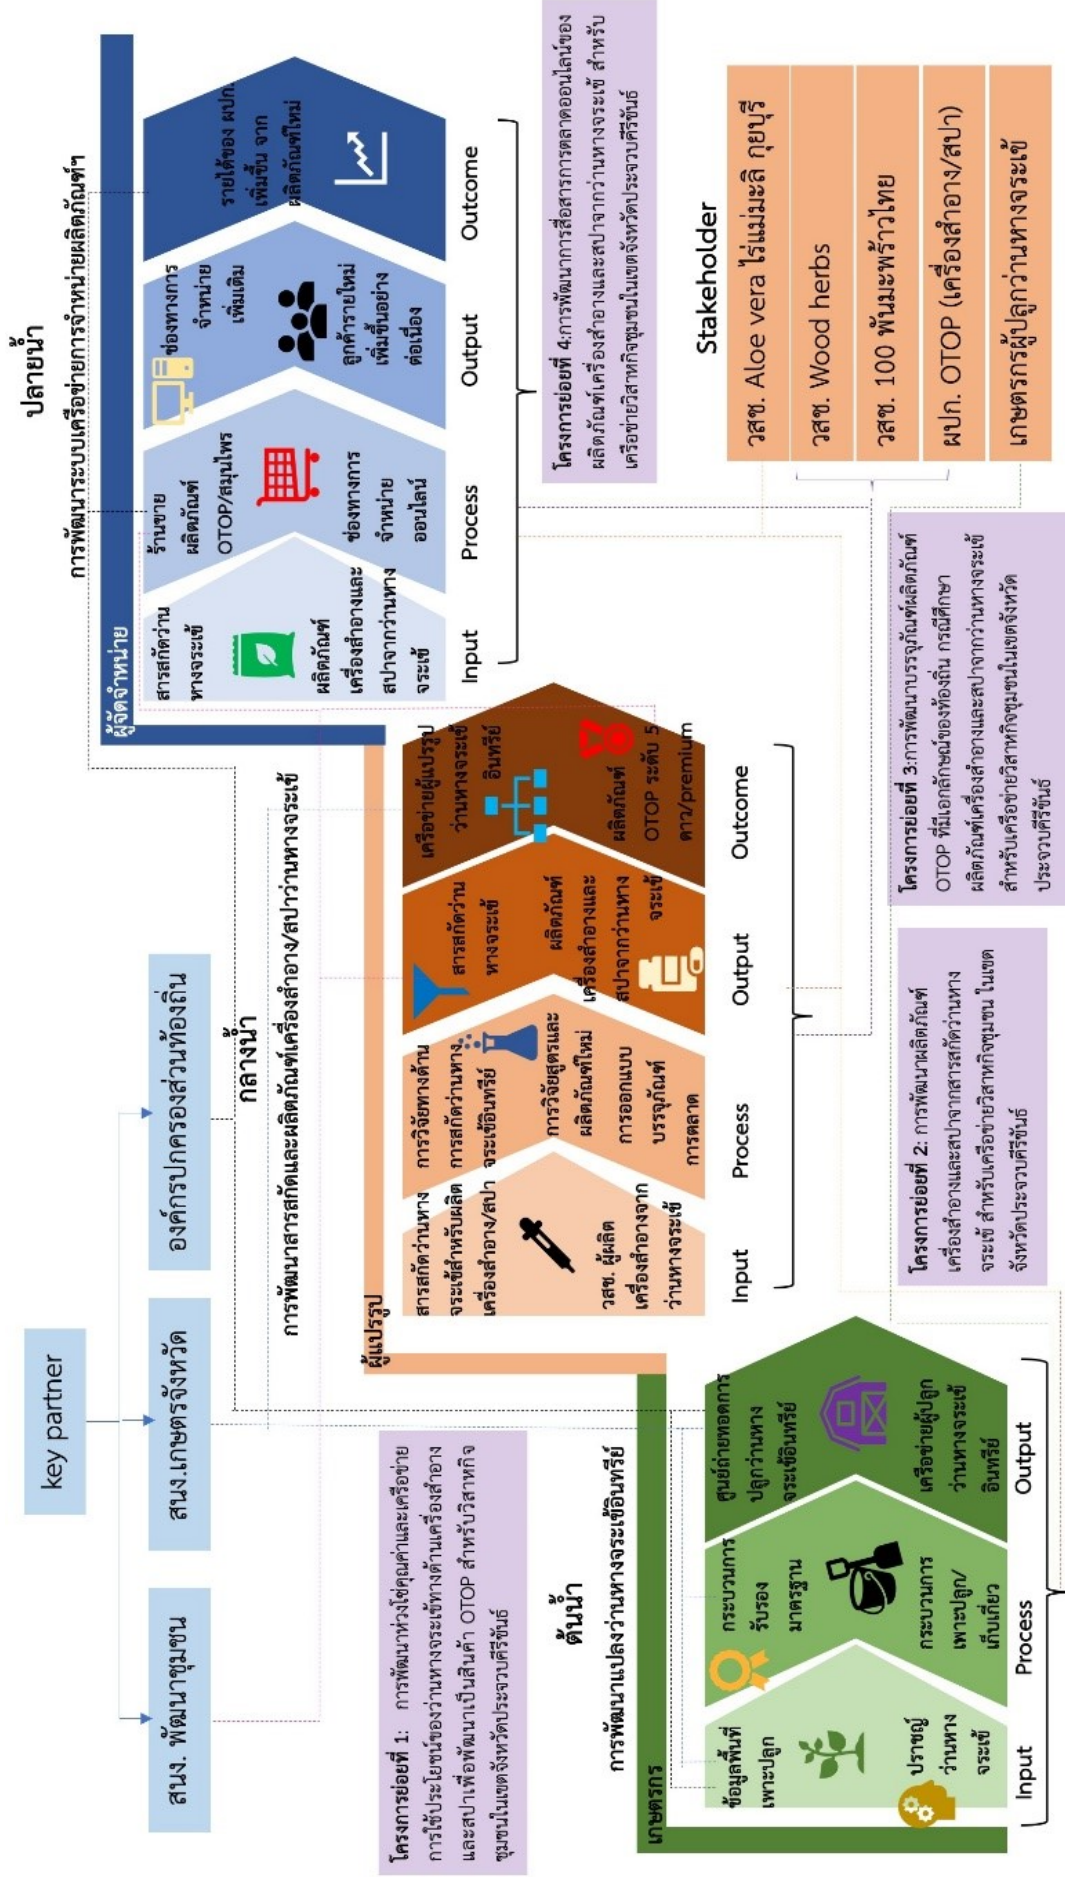 key partner
สนง. พัฒนาชุมชน
สนง.เกษตรจังหวัด
องค์กรปกครองส่วนท้องถิ่น
ปลายน้ำ
การพัฒนาระบบเครือข่ายการจำหน่ายผลิตภัณฑ์ฯ
ผู้จัดจำหน่าย
สารสกัดว่าน
ทางจระเข้
ผลิตภัณฑ์
เครื่องสำอางและ
สปาจากว่านทาง
จระเข้
Input
ร้านขาย
ผลิตภัณฑ์
OTOP/สมุนไพร
ช่องทางการ
จำหน่าย
ออนไลน์
Process
ช่องทางการ
จำหน่าย
เพิ่มเติม
ลูกค้ารายใหม่
เพิ่มขึ้นอย่าง
ต่อเนื่อง
Output
รายได้ของ ผปก.
เพิ่มขึ้น จาก
ผลิตภัณฑ์ใหม่
Outcome
โครงการย่อยที่ 4:การพัฒนาการสื่อสารการตลาดออนไลน์ของ
ผลิตภัณฑ์เครื่องสำอางและสปาจากว่านทางจระเข้ สำหรับ
เครือข่ายวิสาหกิจชุมชนในเขตจังหวัดประจวบคีรีขันธ์
กลางน้ำ
การพัฒนาสารสกัดและผลิตภัณฑ์เครื่องสำอาง/สปาว่านทางจระเข้
ผู้แปรรูป
สารสกัดว่านทาง
จระเข้สำหรับผลิต
เครื่องสำอาง/สปา
วสช. ผู้ผลิต
เครื่องสำอางจาก
ว่านทางจระเข้
Input
การวิจัยทางด้าน
การสกัดว่านทาง
จระเข้อินทรีย์
การวิจัยสูตรและ
ผลิตภัณฑ์ใหม่
การออกแบบ
บรรจุภัณฑ์
การตลาด
Process
สารสกัดว่าน
ทางจระเข้
ผลิตภัณฑ์
เครื่องสำอางและ
สปาจากว่านทาง
จระเข้
Output
เครือข่ายผู้แปรรูป
ว่านทางจระเข้
อินทรีย์
ผลิตภัณฑ์
OTOP ระดับ 5
ดาว/premium
Outcome
โครงการย่อยที่ 1: การพัฒนาห่วงโซ่คุณค่าและเครือข่าย
การใช้ประโยชน์ของว่านทางจระเข้ทางด้านเครื่องสำอาง
และสปาเพื่อพัฒนาเป็นสินค้า OTOP สำหรับวิสาหกิจ
ชุมชนในเขตจังหวัดประจวบคีรีขันธ์
ต้นน้ำ
การพัฒนาแปลงว่านหางจระเข้อินทรีย์
เกษตรกร
ข้อมูลพื้นที่
เพาะปลูก
ปราชญ์
ว่านทาง
จระเข้
Input
กระบวนการ
รับรอง
มาตรฐาน
กระบวนการ
เพาะปลูก/
เก็บเกี่ยว
Process
ศูนย์ถ่ายทอดการ
ปลูกว่านทาง
จระเข้อินทรีย์
เครือข่ายผู้ปลูก
ว่านทางจระเข้
อินทรีย์
Output
โครงการย่อยที่ 2: การพัฒนาผลิตภัณฑ์
เครื่องสำอางและสปาจากสารสกัดว่านทาง
จระเข้ สำหรับเครือข่ายวิสาหกิจชุมชน ในเขต
จังหวัดประจวบคีรีขันธ์
โครงการย่อยที่ 3:การพัฒนาบรรจุภัณฑ์ผลิตภัณฑ์
OTOP ที่มีเอกลักษณ์ของท้องถิ่น กรณีศึกษา
ผลิตภัณฑ์เครื่องสำอางและสปาจากว่านทางจระเข้
สำหรับเครือข่ายวิสาหกิจชุมชนในเขตจังหวัด
ประจวบคีรีขันธ์
Stakeholder
วสช. Aloe vera ไร่แม่มะลิ กุยบุรี
วสช. Wood herbs
วสช. 100 พันมะพร้าวไทย
ผปก. OTOP (เครื่องสำอาง/สปา)
เกษตรกรผู้ปลูกว่านทางจระเข้